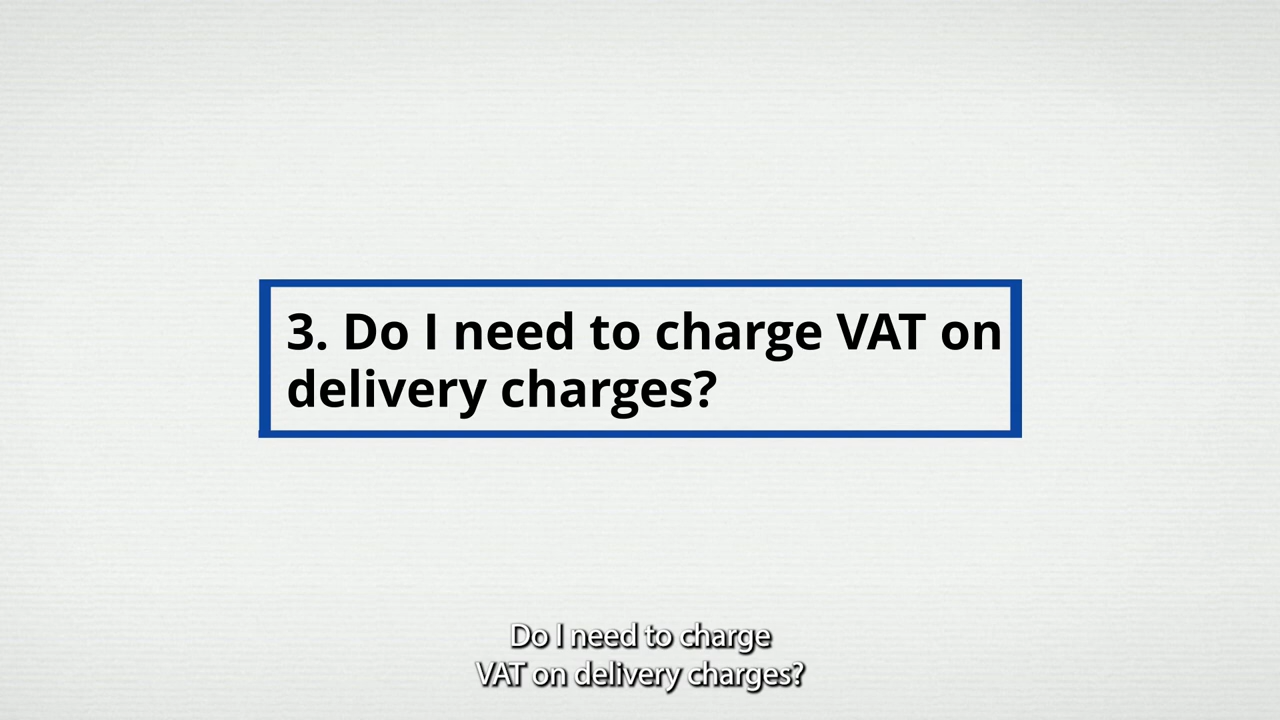 3. Do I need to charge VAT on
delivery charges?
Do I need to charge
VAT on delivery charges?